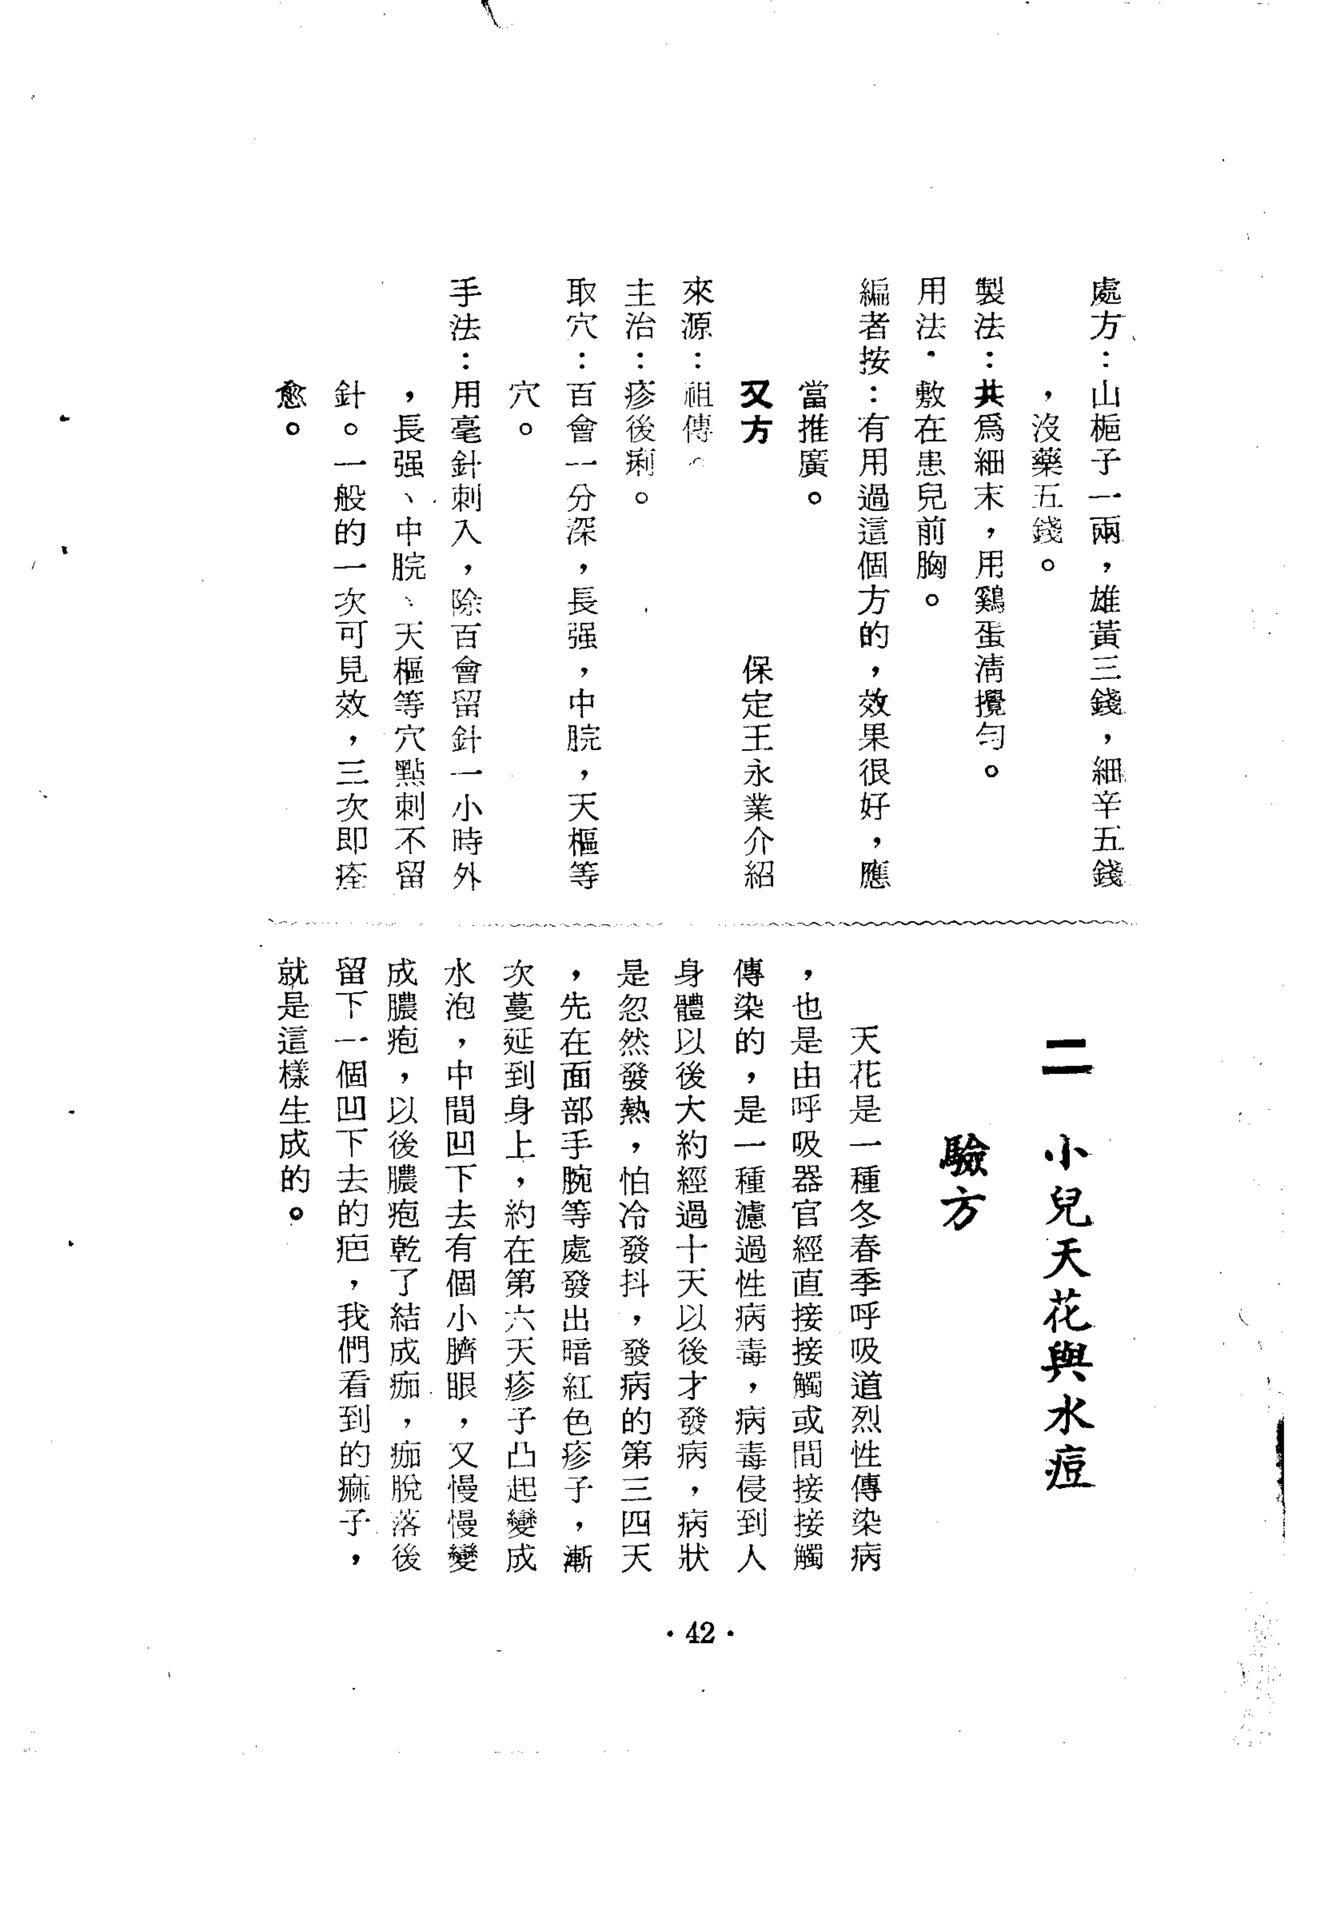 處方：山梔子一兩，雄黃三錢，細辛五錢
，沒藥五錢。
製法：共爲細末，用鷄蛋淸攪匀。
用法·敷在患兒前胸。
編者按：有用過這個方的，效果很好，應
當推廣。
又方　保定王永業介紹
來源：祖傳。
主治：疹後痢。
取穴：百會一分深，長强，中脘，天樞等
穴。
手法：用毫針刺入，除百會留針一小時外
，長强、中脘、天樞等穴點刺不留
針。一般的一次可見效，三次即痊
愈。
二　小兒天花與水痘
驗方
天花是一種冬春季呼吸道烈性傳染病
，也是由呼吸器官經直接接觸或間接接觸
傳染的，是一種濾過性病毒，病毒侵到人
身體以後大約經過十天以後才發病，病狀
是忽然發熱，怕冷發抖，發病的第三四天
，先在面部手腕等處發出暗紅色疹子，漸
次蔓延到身上，約在第六天疹子凸起變成
水泡，中間凹下去有個小臍眼，又慢慢變
成膿疱，以後膿疱乾了結成痂，痂脫落後
留下一個凹下去的疤，我們看到的痲子，
就是這樣生成的。
·42·